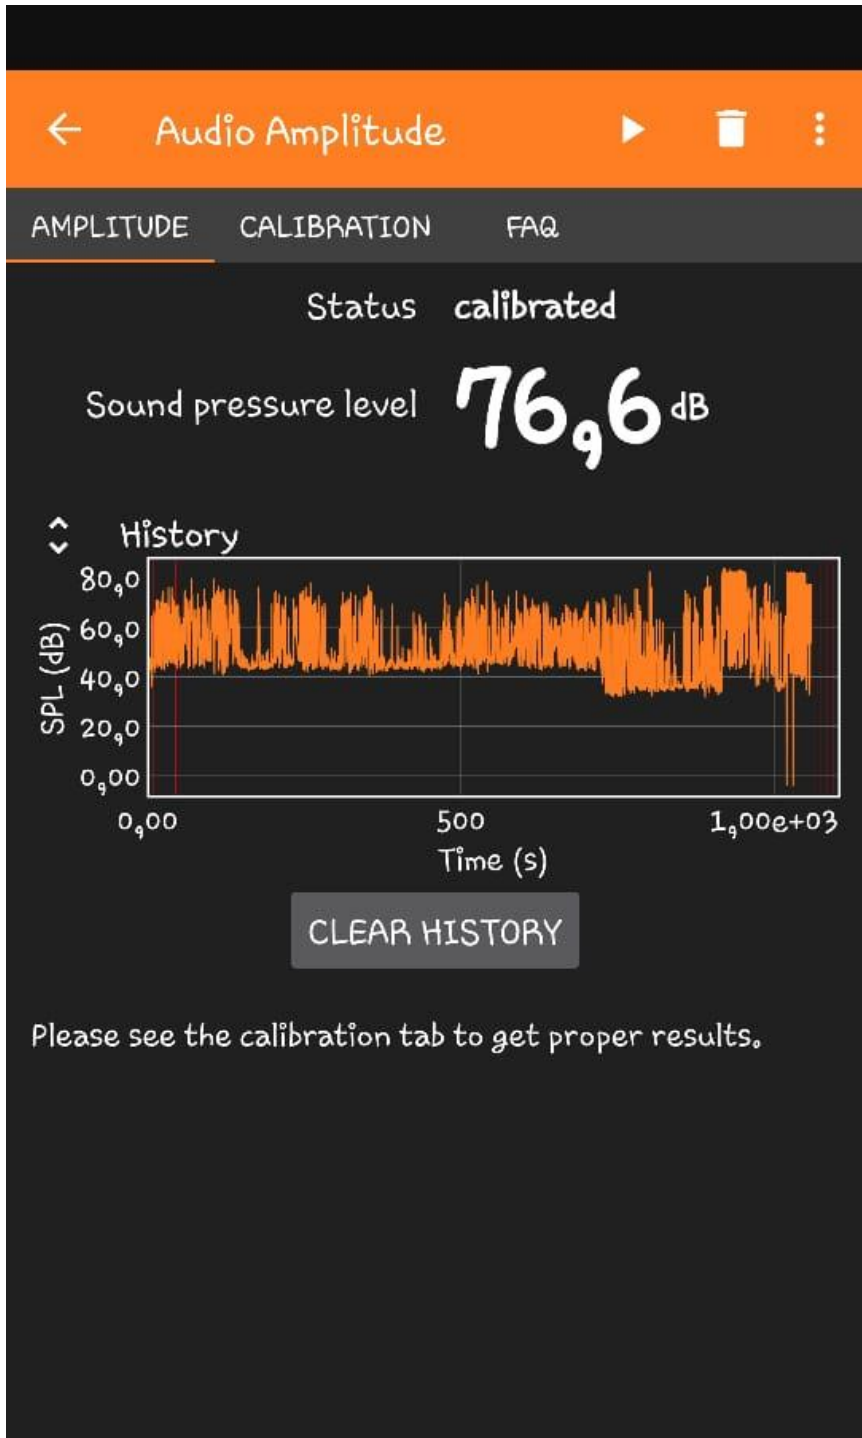 Audio Amplitude
AMPLITUDE CALIBRATION FAQ
Status calibrated
Sound pressure level 76,6 dB
History
SPL (dB)
80,0
60,0
40,0
20,0
0,00
0,00 500 1,00e+03
Time (s)
CLEAR HISTORY
Please see the calibration tab to get proper results.